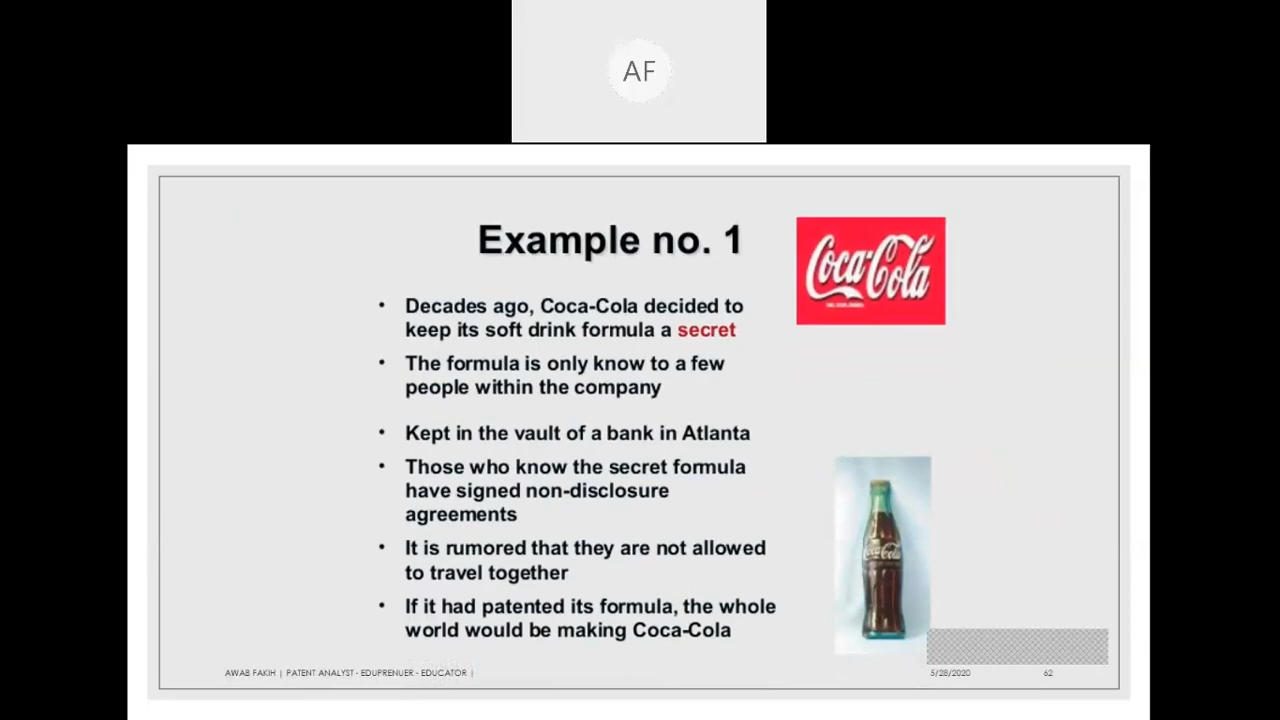 AF
Example no. 1
Coca-Cola
• Decades ago, Coca-Cola decided to
keep its soft drink formula a secret
• The formula is only know to a few
people within the company
• Kept in the vault of a bank in Atlanta
• Those who know the secret formula
have signed non-disclosure
agreements
• It is rumored that they are not allowed
to travel together
• If it had patented its formula, the whole
world would be making Coca-Cola
Coca-Cola
AWAB FAKIH | PATENT ANALYST - EDUPRENUER - EDUCATOR |
5/28/2020
62